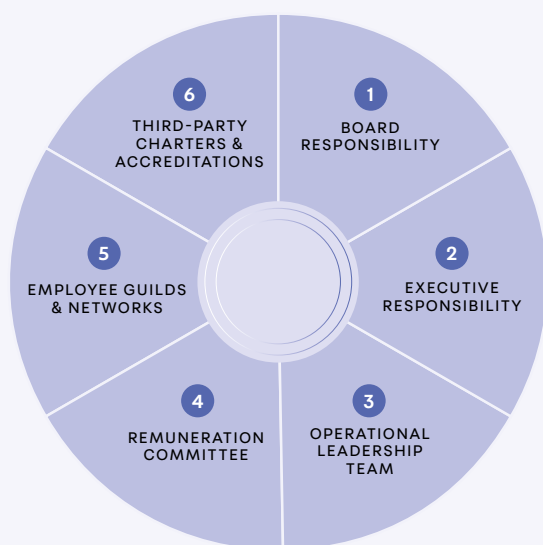 1
BOARD
RESPONSIBILITY
2
EXECUTIVE
RESPONSIBILITY
3
OPERATIONAL
LEADERSHIP
TEAM
4
REMUNERATION
COMMITTEE
5
EMPLOYEE GUILDS
& NETWORKS
6
THIRD-PARTY
CHARTERS &
ACCREDITATIONS